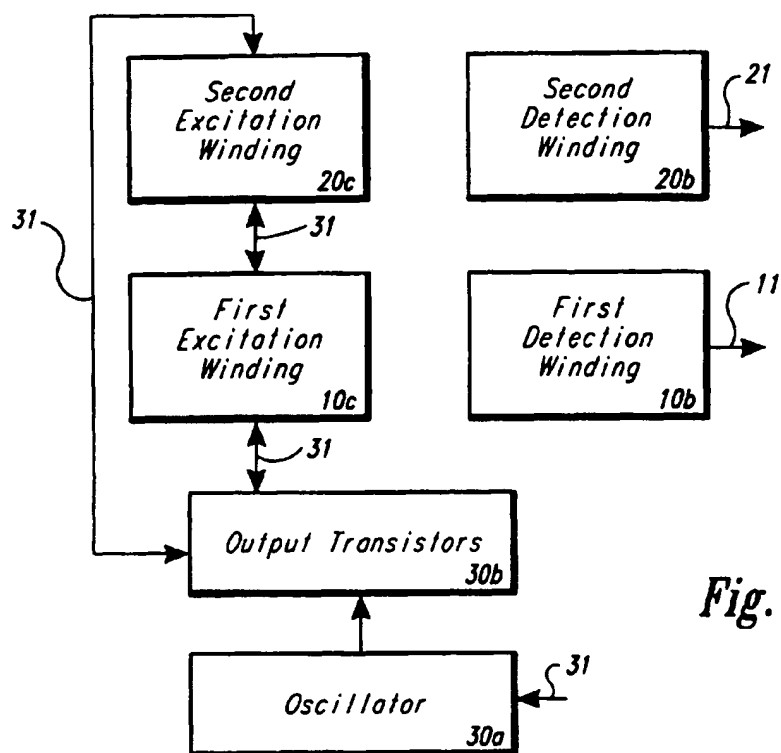 Second
Excitation
Winding
20c
Second
Detection
Winding
20b
21
31
31
First
Excitation
Winding
10c
First
Detection
Winding
10b
11
31
Output Transistors
30b
Fig.
Oscillator
30a
31